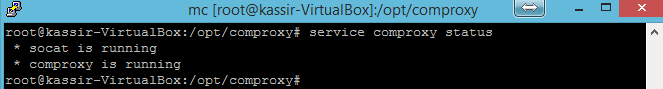 mc [root@kassir-VirtualBox]:/opt/comproxy
root@kassir-VirtualBox:/opt/comproxy# service comproxy status
* socat is running
* comproxy is running
root@kassir-VirtualBox:/opt/comproxy#